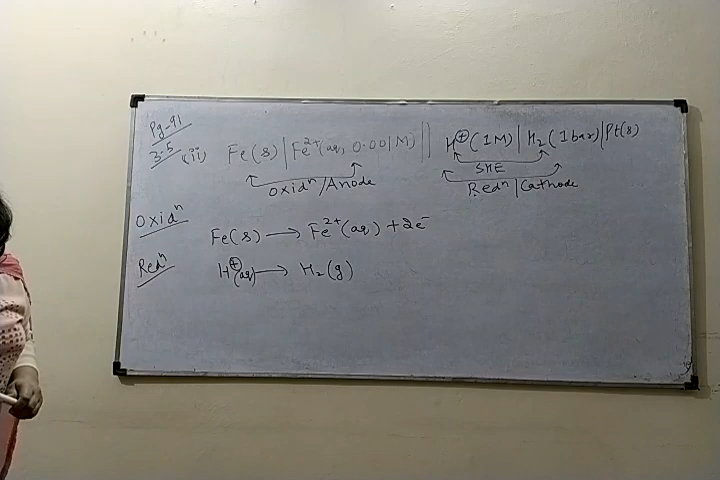 Pg-91
3.5 (ii) Fe(s) | Fe²⁺(aq, 0.001M) || H⊕(1M) | H₂(1bar) | Pt(s)
SHE
Oxidⁿ/Anode Redⁿ/Cathode
Oxidⁿ
Fe(s) → Fe²⁺(aq) + 2e⁻
Redⁿ
H⊕(aq) → H₂(g)